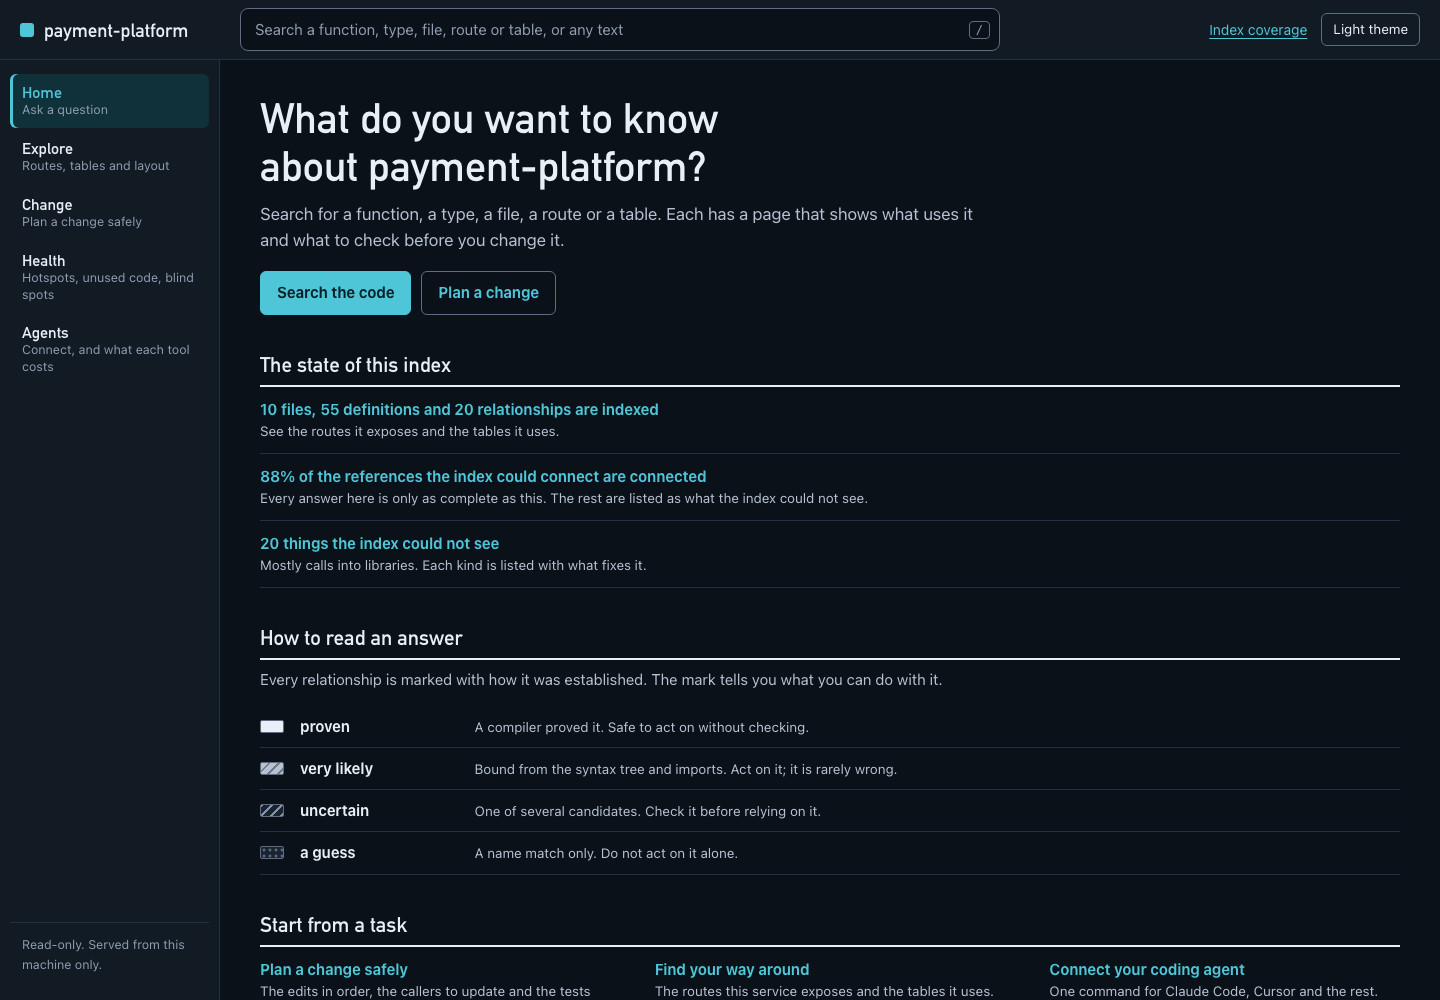 payment-platform
Search a function, type, file, route or table, or any text
/
Index coverage
Light theme
Home
Ask a question
Explore
Routes, tables and layout
Change
Plan a change safely
Health
Hotspots, unused code, blind
spots
Agents
Connect, and what each tool
costs
Read-only. Served from this
machine only.
What do you want to know
about payment-platform?
Search for a function, a type, a file, a route or a table. Each has a page that shows what uses it
and what to check before you change it.
Search the code
Plan a change
The state of this index
10 files, 55 definitions and 20 relationships are indexed
See the routes it exposes and the tables it uses.
88% of the references the index could connect are connected
Every answer here is only as complete as this. The rest are listed as what the index could not see.
20 things the index could not see
Mostly calls into libraries. Each kind is listed with what fixes it.
How to read an answer
Every relationship is marked with how it was established. The mark tells you what you can do with it.
proven
A compiler proved it. Safe to act on without checking.
very likely
Bound from the syntax tree and imports. Act on it; it is rarely wrong.
uncertain
One of several candidates. Check it before relying on it.
a guess
A name match only. Do not act on it alone.
Start from a task
Plan a change safely
The edits in order, the callers to update and the tests
Find your way around
The routes this service exposes and the tables it uses.
Connect your coding agent
One command for Claude Code, Cursor and the rest.